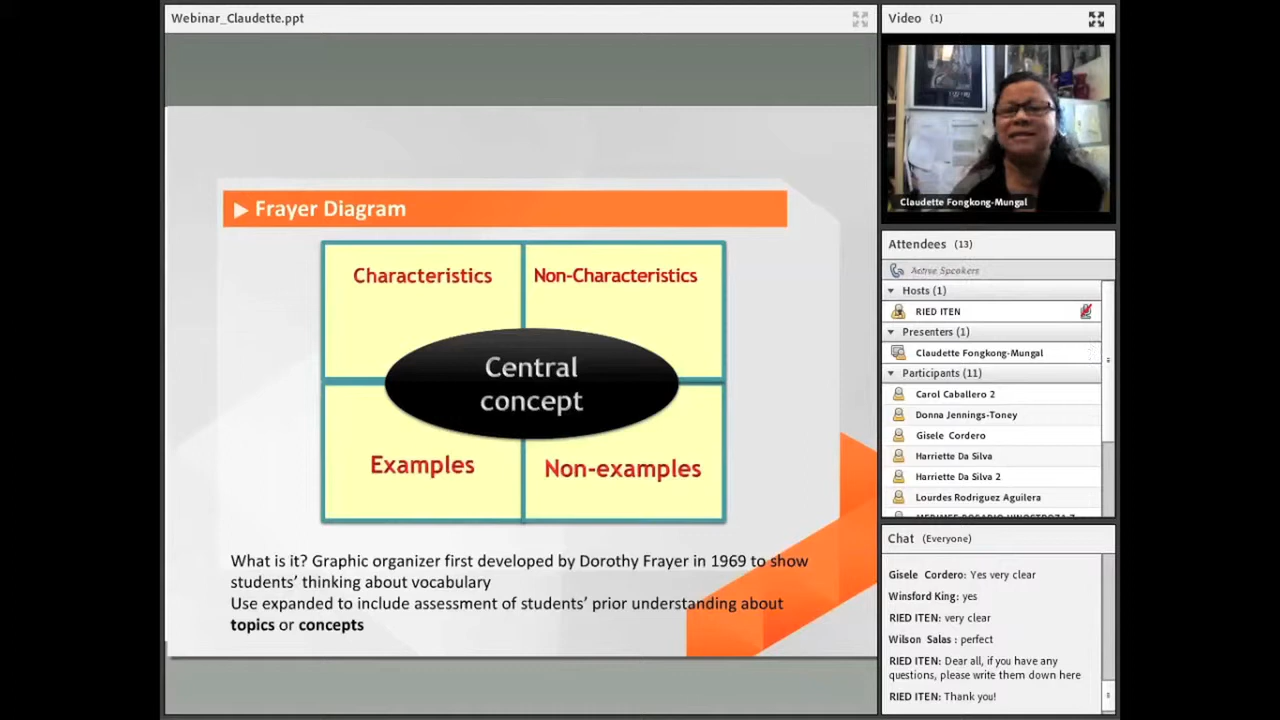 Webinar_Claudette.ppt
Frayer Diagram
Characteristics
Non-Characteristics
Central
concept
Examples
Non-examples
What is it? Graphic organizer first developed by Dorothy Frayer in 1969 to show
students’ thinking about vocabulary
Use expanded to include assessment of students’ prior understanding about
topics or concepts
Video (1)
Claudette Fongkong-Mungal
Attendees (13)
Active Speakers
Hosts (1)
RIED ITEN
Presenters (1)
Claudette Fongkong-Mungal
Participants (11)
Carol Caballero 2
Donna Jennings-Toney
Gisele Cordero
Harriette Da Silva
Harriette Da Silva 2
Lourdes Rodriguez Aguilera
Chat (Everyone)
Gisele Cordero: Yes very clear
Winsford King: yes
RIED ITEN: very clear
Wilson Salas : perfect
RIED ITEN: Dear all, if you have any
questions, please write them down here
RIED ITEN: Thank you!